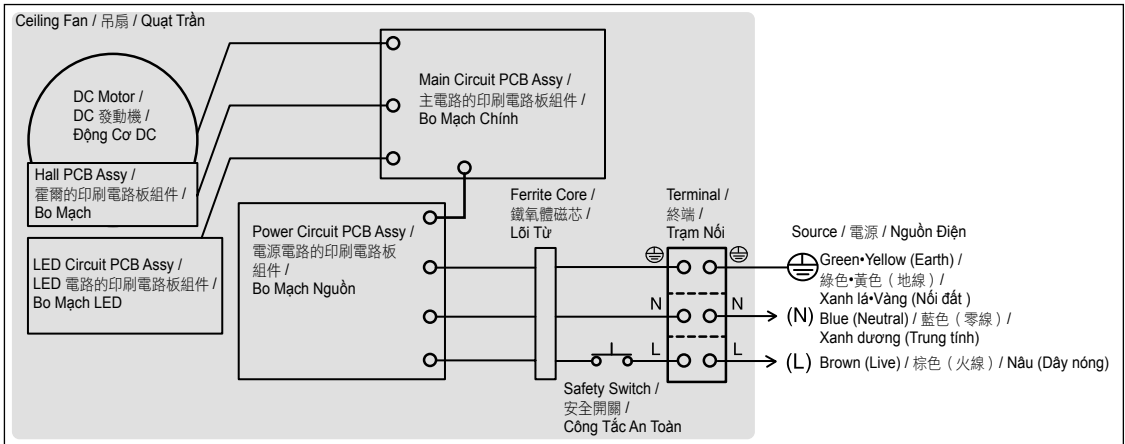 Ceiling Fan / 吊扇 / Quạt Trần
DC Motor /
DC 發動機 /
Động Cơ DC
Hall PCB Assy /
霍爾的印刷電路板組件 /
Bo Mạch
LED Circuit PCB Assy /
LED 電路的印刷電路板組件 /
Bo Mạch LED
Main Circuit PCB Assy /
主電路的印刷電路板組件 /
Bo Mạch Chính
Power Circuit PCB Assy /
電源電路的印刷電路板
組件 /
Bo Mạch Nguồn
Ferrite Core /
鐵氧體磁芯 /
Lõi Từ
Terminal /
終端 /
Trạm Nối
N
N
L
L
Safety Switch /
安全開關 /
Công Tắc An Toàn
Source / 電源 / Nguồn Điện
Green•Yellow (Earth) /
綠色•黃色（地線）/
Xanh lá•Vàng (Nối đất )
(N) Blue (Neutral) / 藍色（零線）/
Xanh dương (Trung tính)
(L) Brown (Live) / 棕色（火線）/ Nâu (Dây nóng)